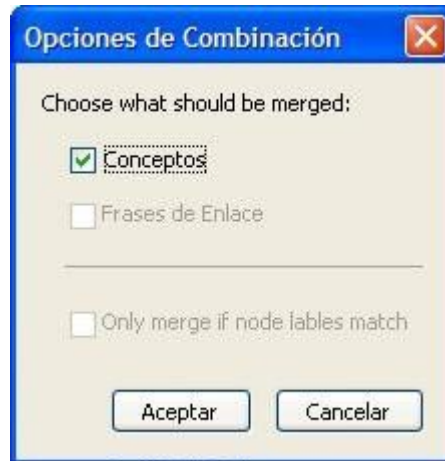 Opciones de Combinación
Choose what should be merged:
Conceptos
Frases de Enlace
Only merge if node lables match
Aceptar
Cancelar